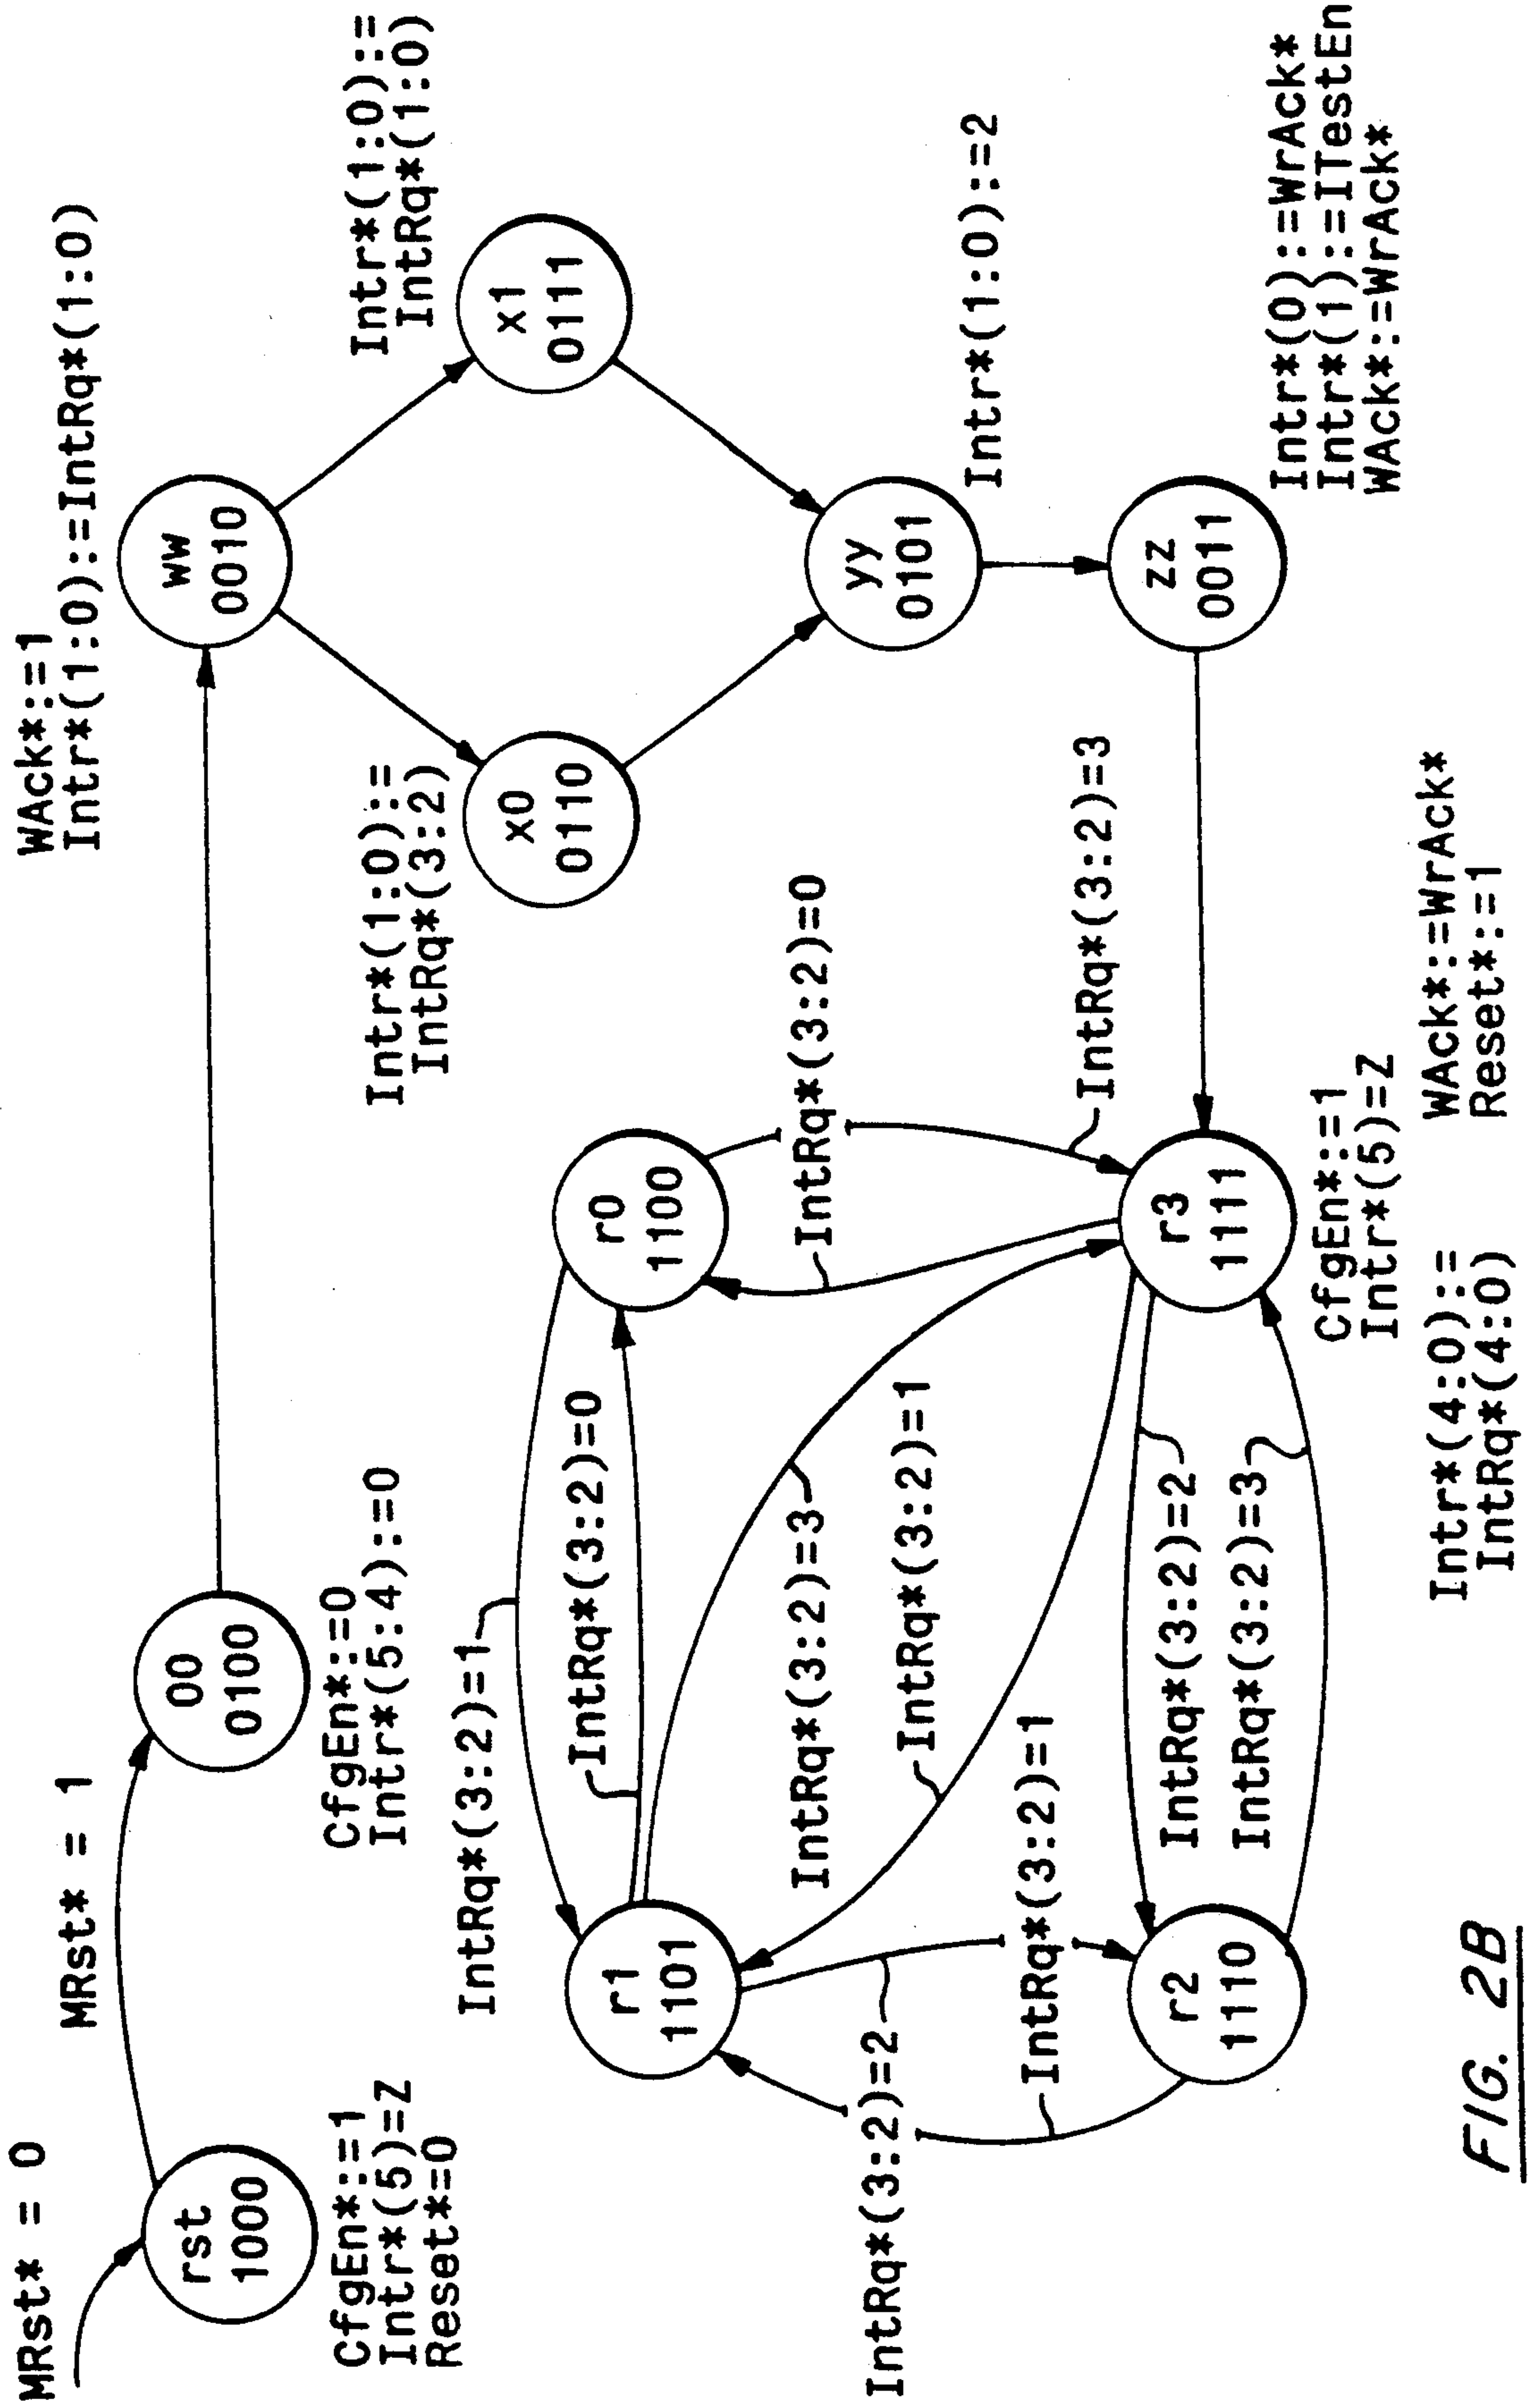 MRst* = 0
rst
1000
CfgEn*:=1
Intr*(5)=Z
Reset*=0
MRst* = 1
00
0100
CfgEn*:=0
Intr*(5:4):=0
WAck*:=1
Intr*(1:0):=IntRq*(1:0)
ww
0010
Intr*(1:0):=
IntRq*(3:2)
x0
0110
Intr*(1:0):=
IntRq*(1:0)
x1
0111
yy
0101
Intr*(1:0):=2
zz
0011
Intr*(0):=WrAck*
Intr*(1):=ITestEn
WAck*:=WrAck*
IntRq*(3:2)=1
IntRq*(3:2)=0
r0
1100
IntRq*(3:2)=0
IntRq*(3:2)=3
r1
1101
IntRq*(3:2)=3
IntRq*(3:2)=1
IntRq*(3:2)=2
IntRq*(3:2)=1
IntRq*(3:2)=2
IntRq*(3:2)=3
r2
1110
r3
1111
CfgEn*:=1
Intr*(5)=Z
Intr*(4:0):=
IntRq*(4:0)
WAck*:=WrAck*
Reset*:=1
FIG. 2B